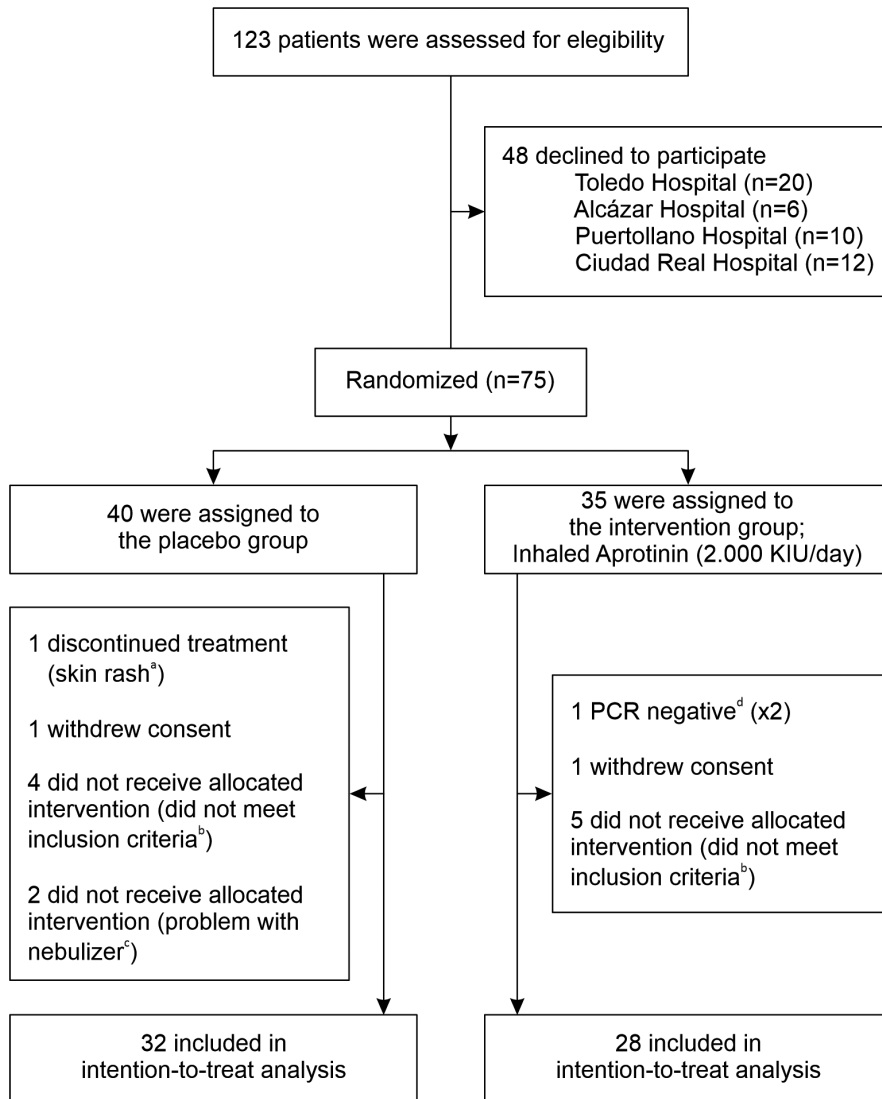 123 patients were assessed for elegibility
48 declined to participate
Toledo Hospital (n=20)
Alcázar Hospital (n=6)
Puertollano Hospital (n=10)
Ciudad Real Hospital (n=12)
Randomized (n=75)
40 were assigned to
the placebo group
35 were assigned to
the intervention group;
Inhaled Aprotinin (2.000 KIU/day)
1 discontinued treatment
(skin rashᵃ)
1 withdrew consent
4 did not receive allocated
intervention (did not meet
inclusion criteriaᵇ)
2 did not receive allocated
intervention (problem with
nebulizerᶜ)
1 PCR negativeᵈ (x2)
1 withdrew consent
5 did not receive allocated
intervention (did not meet
inclusion criteriaᵇ)
32 included in
intention-to-treat analysis
28 included in
intention-to-treat analysis